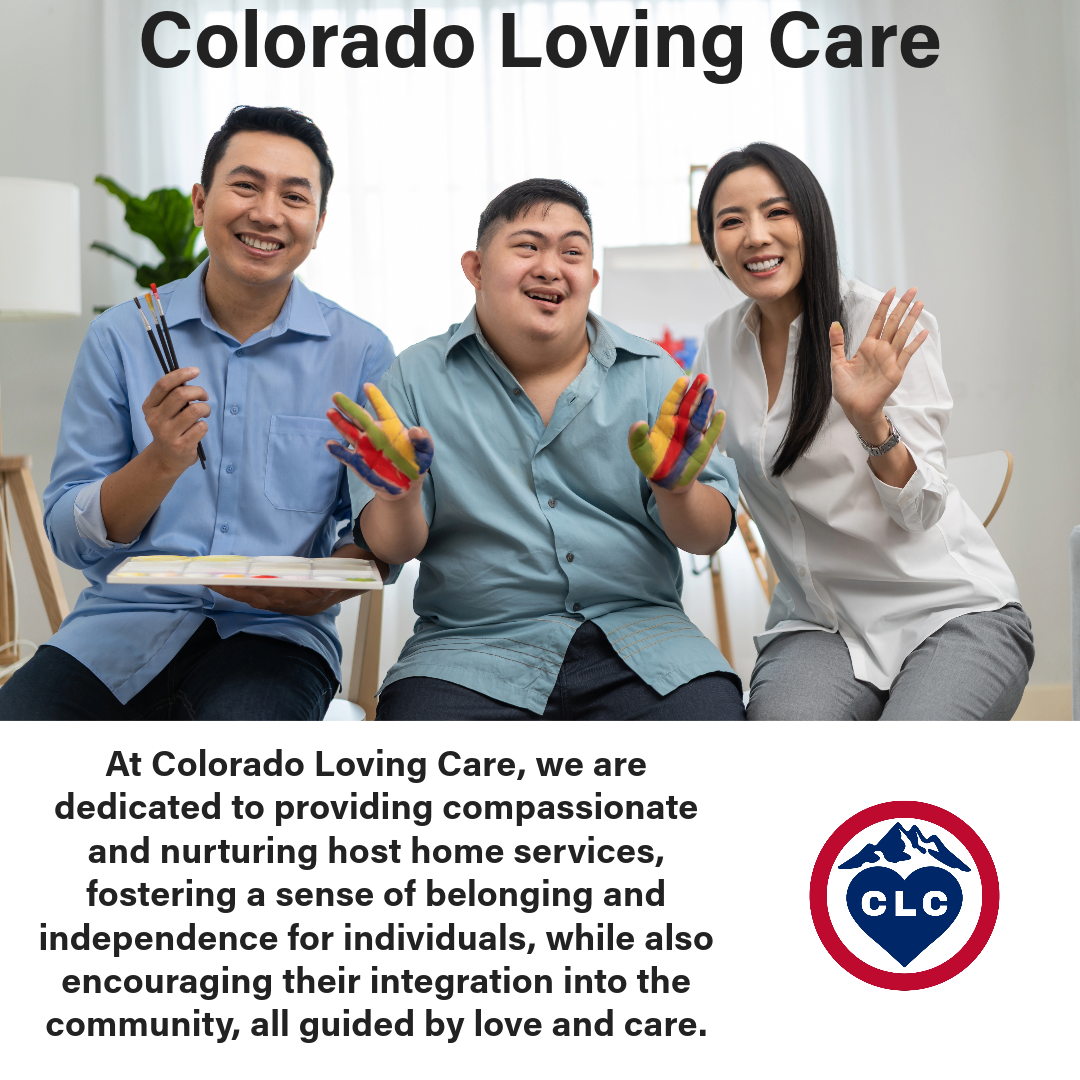 Colorado Loving Care
At Colorado Loving Care, we are
dedicated to providing compassionate
and nurturing host home services,
fostering a sense of belonging and
independence for individuals, while also
encouraging their integration into the
community, all guided by love and care.
CLC